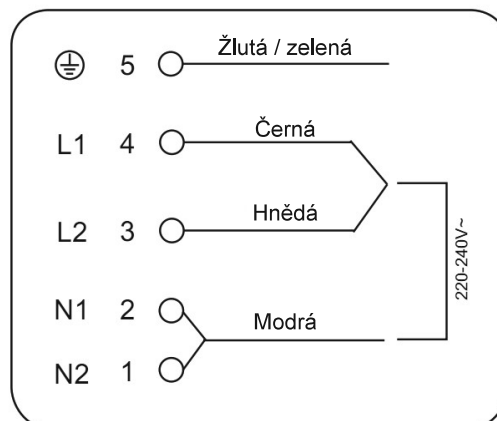 5 Žlutá / zelená
L1 4 Černá
L2 3 Hnědá
220-240V~
N1 2
Modrá
N2 1